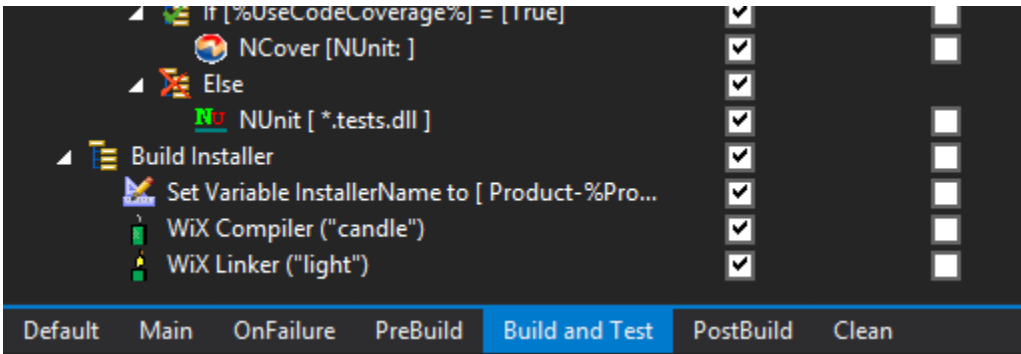 If [%UseCodeCoverage%] = [True]
NCover [NUnit: ]
Else
NU NUnit [ *.tests.dll ]
Build Installer
Set Variable InstallerName to [ Product-%Pro...
WiX Compiler ("candle")
WiX Linker ("light")
Default Main OnFailure PreBuild Build and Test PostBuild Clean